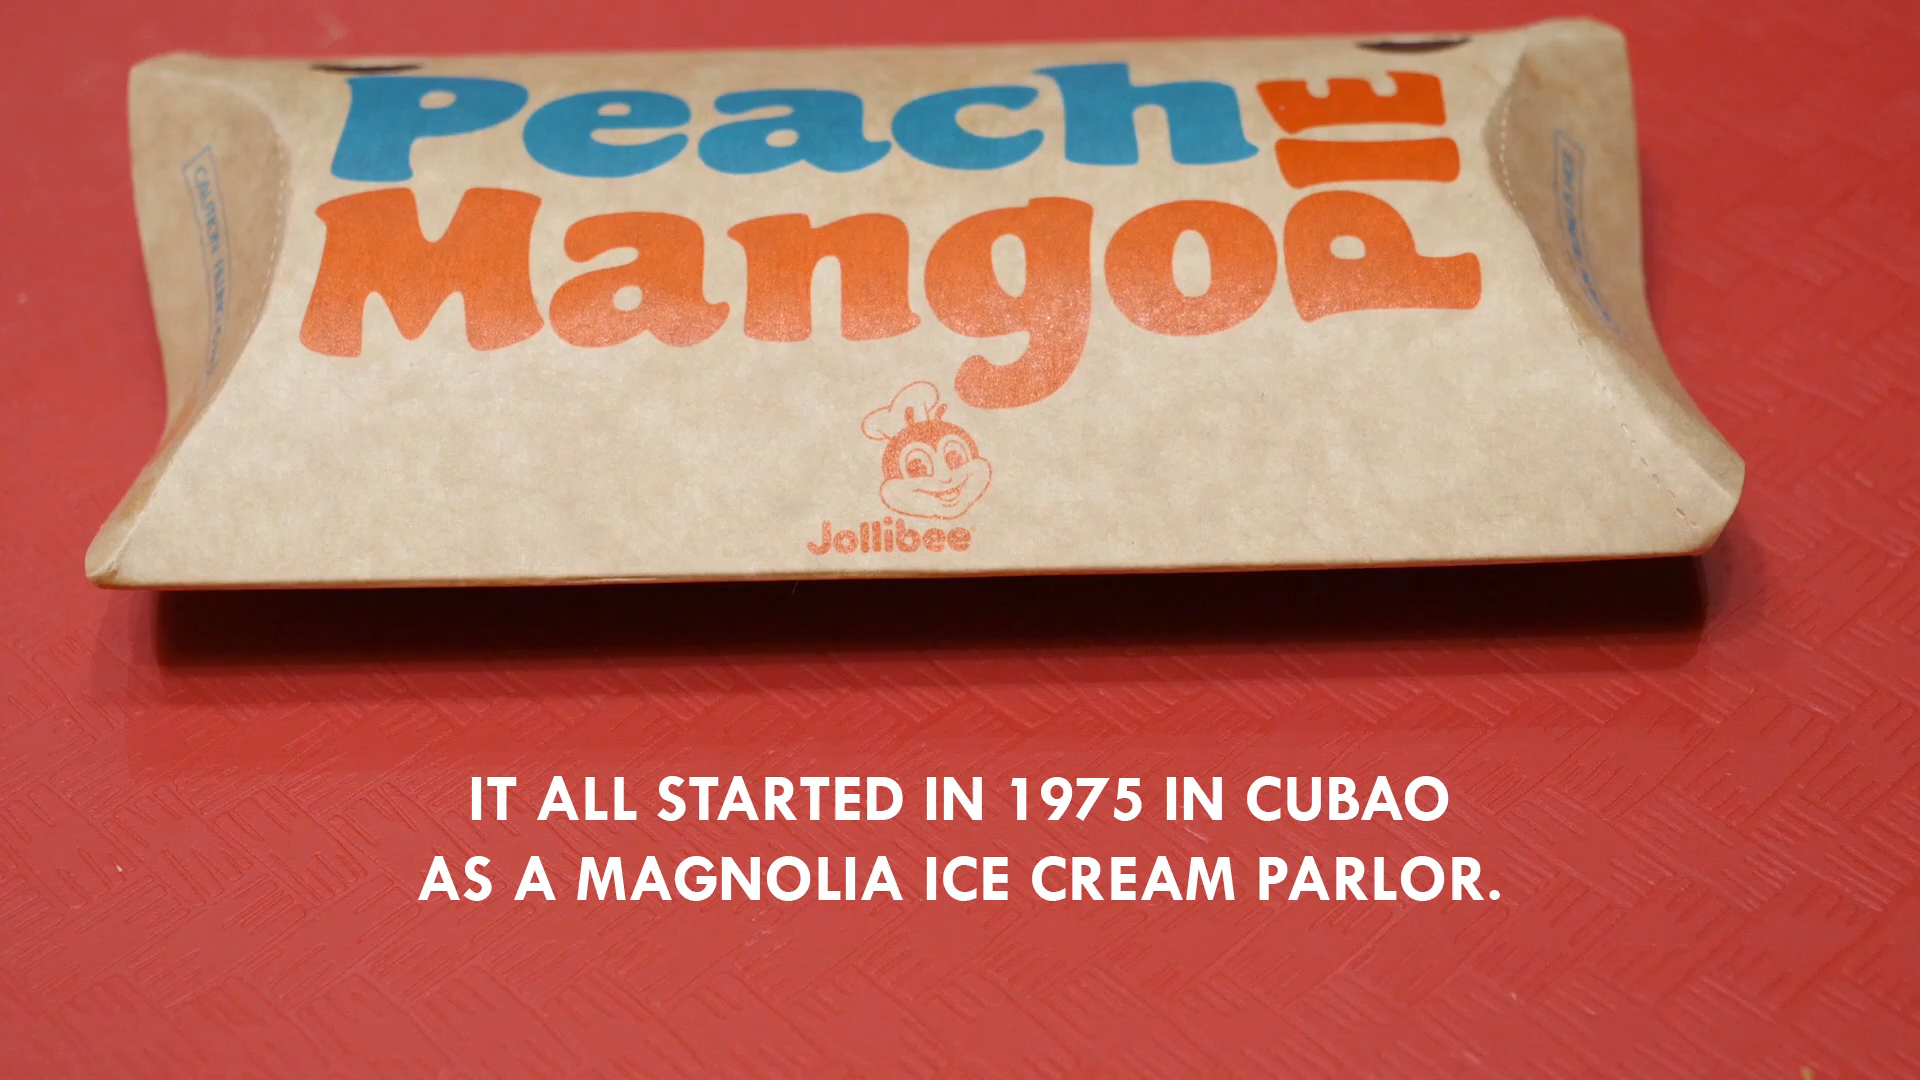 Peach
Mango PIE
Jollibee
IT ALL STARTED IN 1975 IN CUBAO
AS A MAGNOLIA ICE CREAM PARLOR.